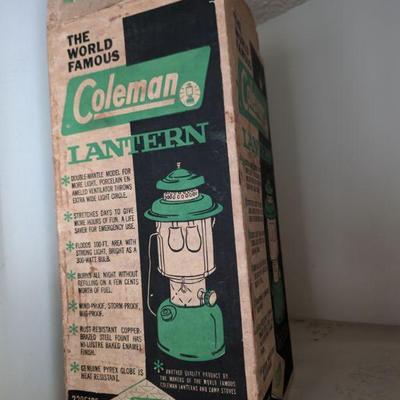 THE
WORLD
FAMOUS
Coleman
LANTERN
* DOUBLE-MANTLE MODEL FOR
MORE LIGHT. PORCELAIN EN-
AMELED VENTILATOR THROWS
EXTRA WIDE LIGHT CIRCLE.
* STRETCHES DAYS TO GIVE
MORE HOURS OF FUN. A LIFE
SAVER FOR EMERGENCY USE.
* FLOODS 100-FT. AREA WITH
STRONG LIGHT, BRIGHT AS A
300-WATT BULB.
* BURNS ALL NIGHT WITHOUT
REFILLING ON A FEW CENTS
WORTH OF FUEL.
* WIND-PROOF, STORM-PROOF,
BUG-PROOF.
* RUST-RESISTANT COPPER-
BRAZED STEEL FOUNT HAS
HI-LUSTRE BAKED ENAMEL
FINISH.
* GENUINE PYREX GLOBE IS
HEAT RESISTANT.
* ANOTHER QUALITY PRODUCT BY
THE MAKERS OF THE WORLD FAMOUS
COLEMAN LANTERNS AND CAMP STOVES